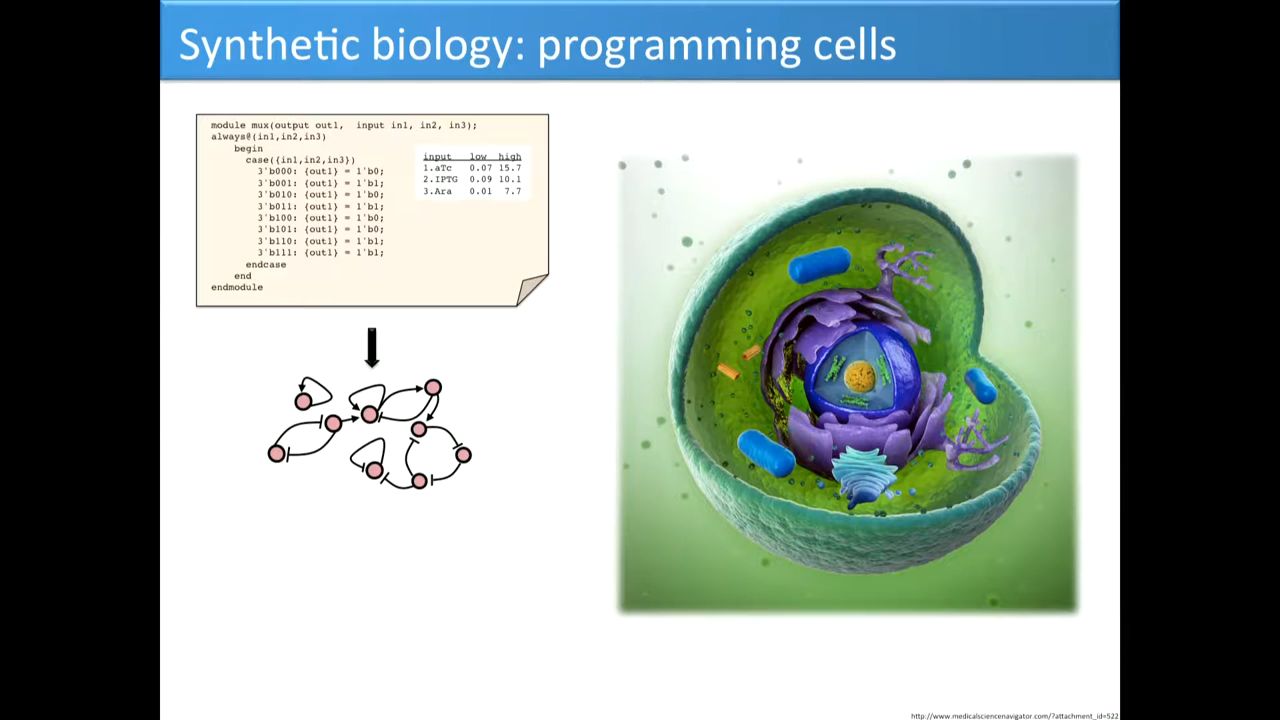 Synthetic biology: programming cells
module mux(output out1,  input in1, in2, in3);
always@(in1,in2,in3)
begin
case({in1,in2,in3})
3'b000: {out1} = 1'b0;
3'b001: {out1} = 1'b1;
3'b010: {out1} = 1'b0;
3'b011: {out1} = 1'b1;
3'b100: {out1} = 1'b0;
3'b101: {out1} = 1'b0;
3'b110: {out1} = 1'b1;
3'b111: {out1} = 1'b1;
endcase
end
endmodule
input low high
1.aTc 0.07 15.7
2.IPTG 0.09 10.1
3.Ara 0.01 7.7
http://www.medicalsciencenavigator.com/?attachment_id=522